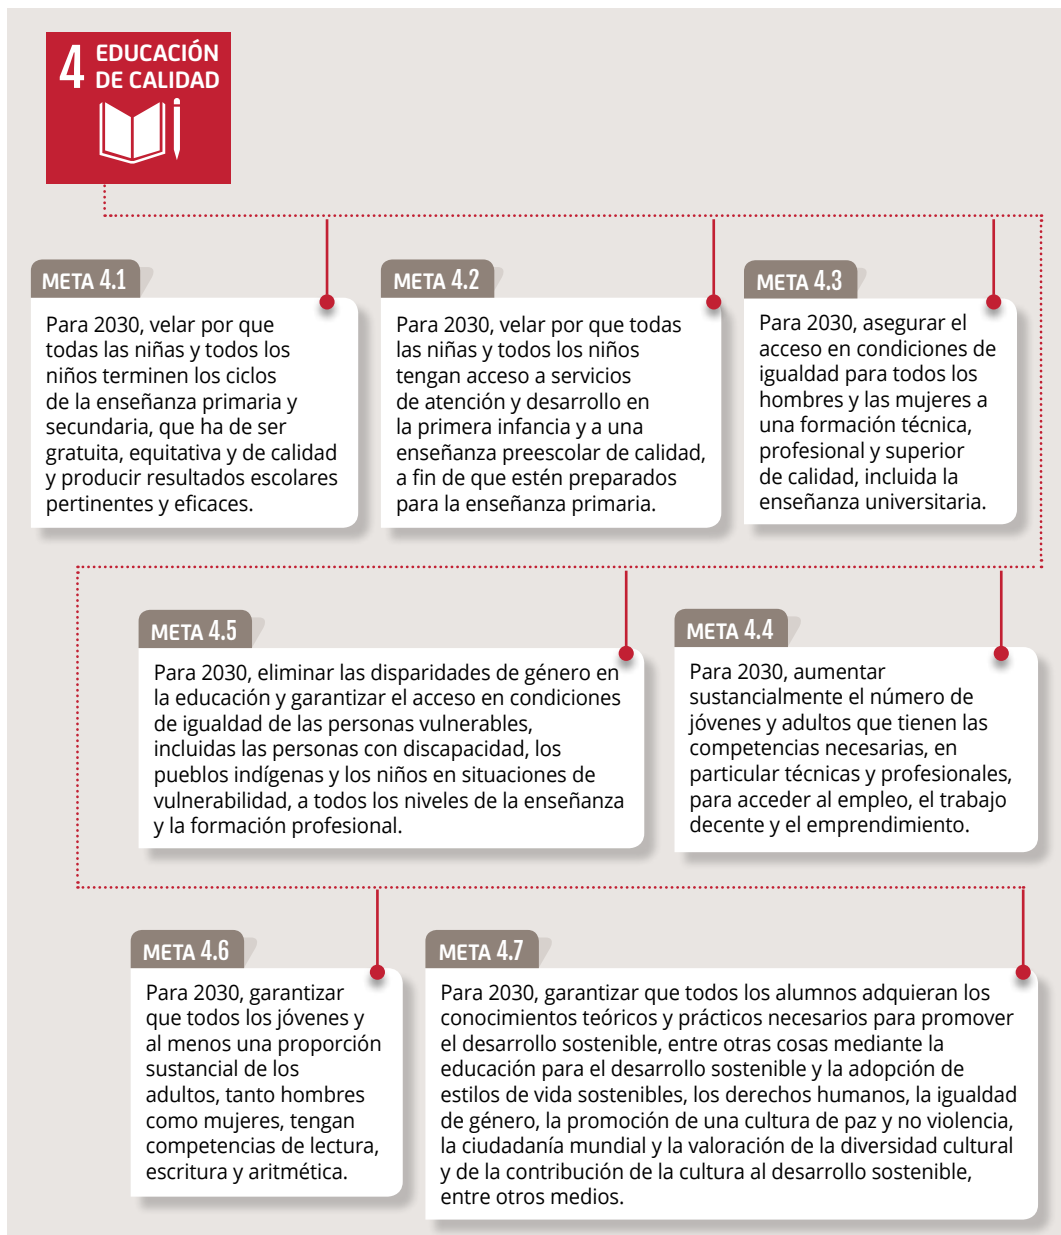 4 EDUCACIÓN
DE CALIDAD
META 4.1
Para 2030, velar por que
todas las niñas y todos los
niños terminen los ciclos
de la enseñanza primaria y
secundaria, que ha de ser
gratuita, equitativa y de calidad
y producir resultados escolares
pertinentes y eficaces.
META 4.2
Para 2030, velar por que todas
las niñas y todos los niños
tengan acceso a servicios
de atención y desarrollo en
la primera infancia y a una
enseñanza preescolar de calidad,
a fin de que estén preparados
para la enseñanza primaria.
META 4.3
Para 2030, asegurar el
acceso en condiciones de
igualdad para todos los
hombres y las mujeres a
una formación técnica,
profesional y superior
de calidad, incluida la
enseñanza universitaria.
META 4.4
Para 2030, aumentar
sustancialmente el número de
jóvenes y adultos que tienen las
competencias necesarias, en
particular técnicas y profesionales,
para acceder al empleo, el trabajo
decente y el emprendimiento.
META 4.5
Para 2030, eliminar las disparidades de género en
la educación y garantizar el acceso en condiciones
de igualdad de las personas vulnerables,
incluidas las personas con discapacidad, los
pueblos indígenas y los niños en situaciones de
vulnerabilidad, a todos los niveles de la enseñanza
y la formación profesional.
META 4.6
Para 2030, garantizar
que todos los jóvenes y
al menos una proporción
sustancial de los
adultos, tanto hombres
como mujeres, tengan
competencias de lectura,
escritura y aritmética.
META 4.7
Para 2030, garantizar que todos los alumnos adquieran los
conocimientos teóricos y prácticos necesarios para promover
el desarrollo sostenible, entre otras cosas mediante la
educación para el desarrollo sostenible y la adopción de
estilos de vida sostenibles, los derechos humanos, la igualdad
de género, la promoción de una cultura de paz y no violencia,
la ciudadanía mundial y la valoración de la diversidad cultural
y de la contribución de la cultura al desarrollo sostenible,
entre otros medios.